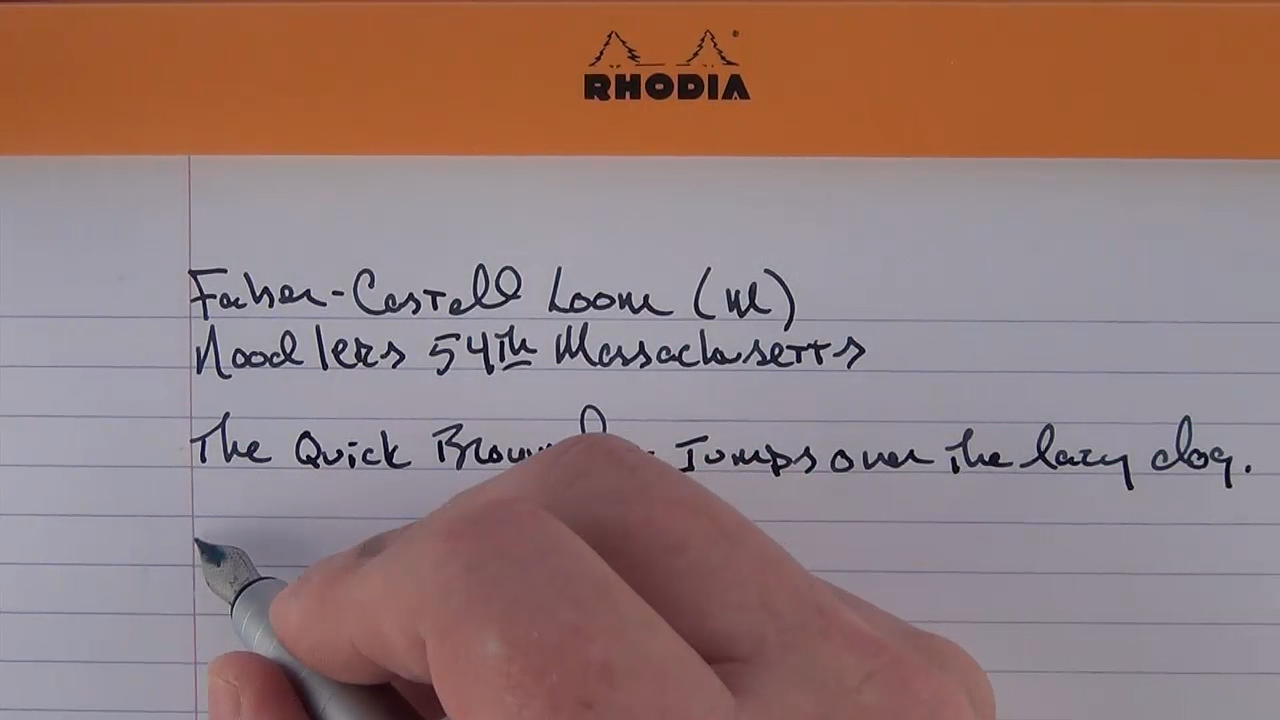 RHODIA
Faber-Castell Loom (M)
Noodlers 54th Massachusetts
The Quick Brown Jumps over the lazy dog.